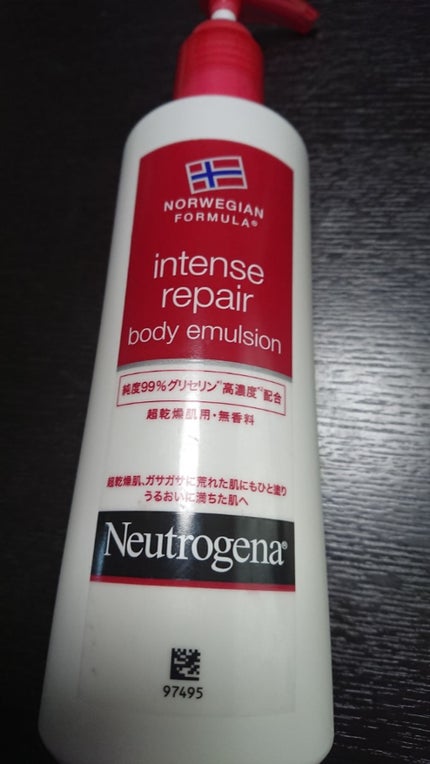 NORWEGIAN
FORMULA®
intense
repair
body emulsion
純度99%グリセリン*¹高濃度*²配合
超乾燥肌用・無香料
超乾燥肌、ガサガサに荒れた肌にもひと塗り
うるおいに満ちた肌へ
Neutrogena®
97495